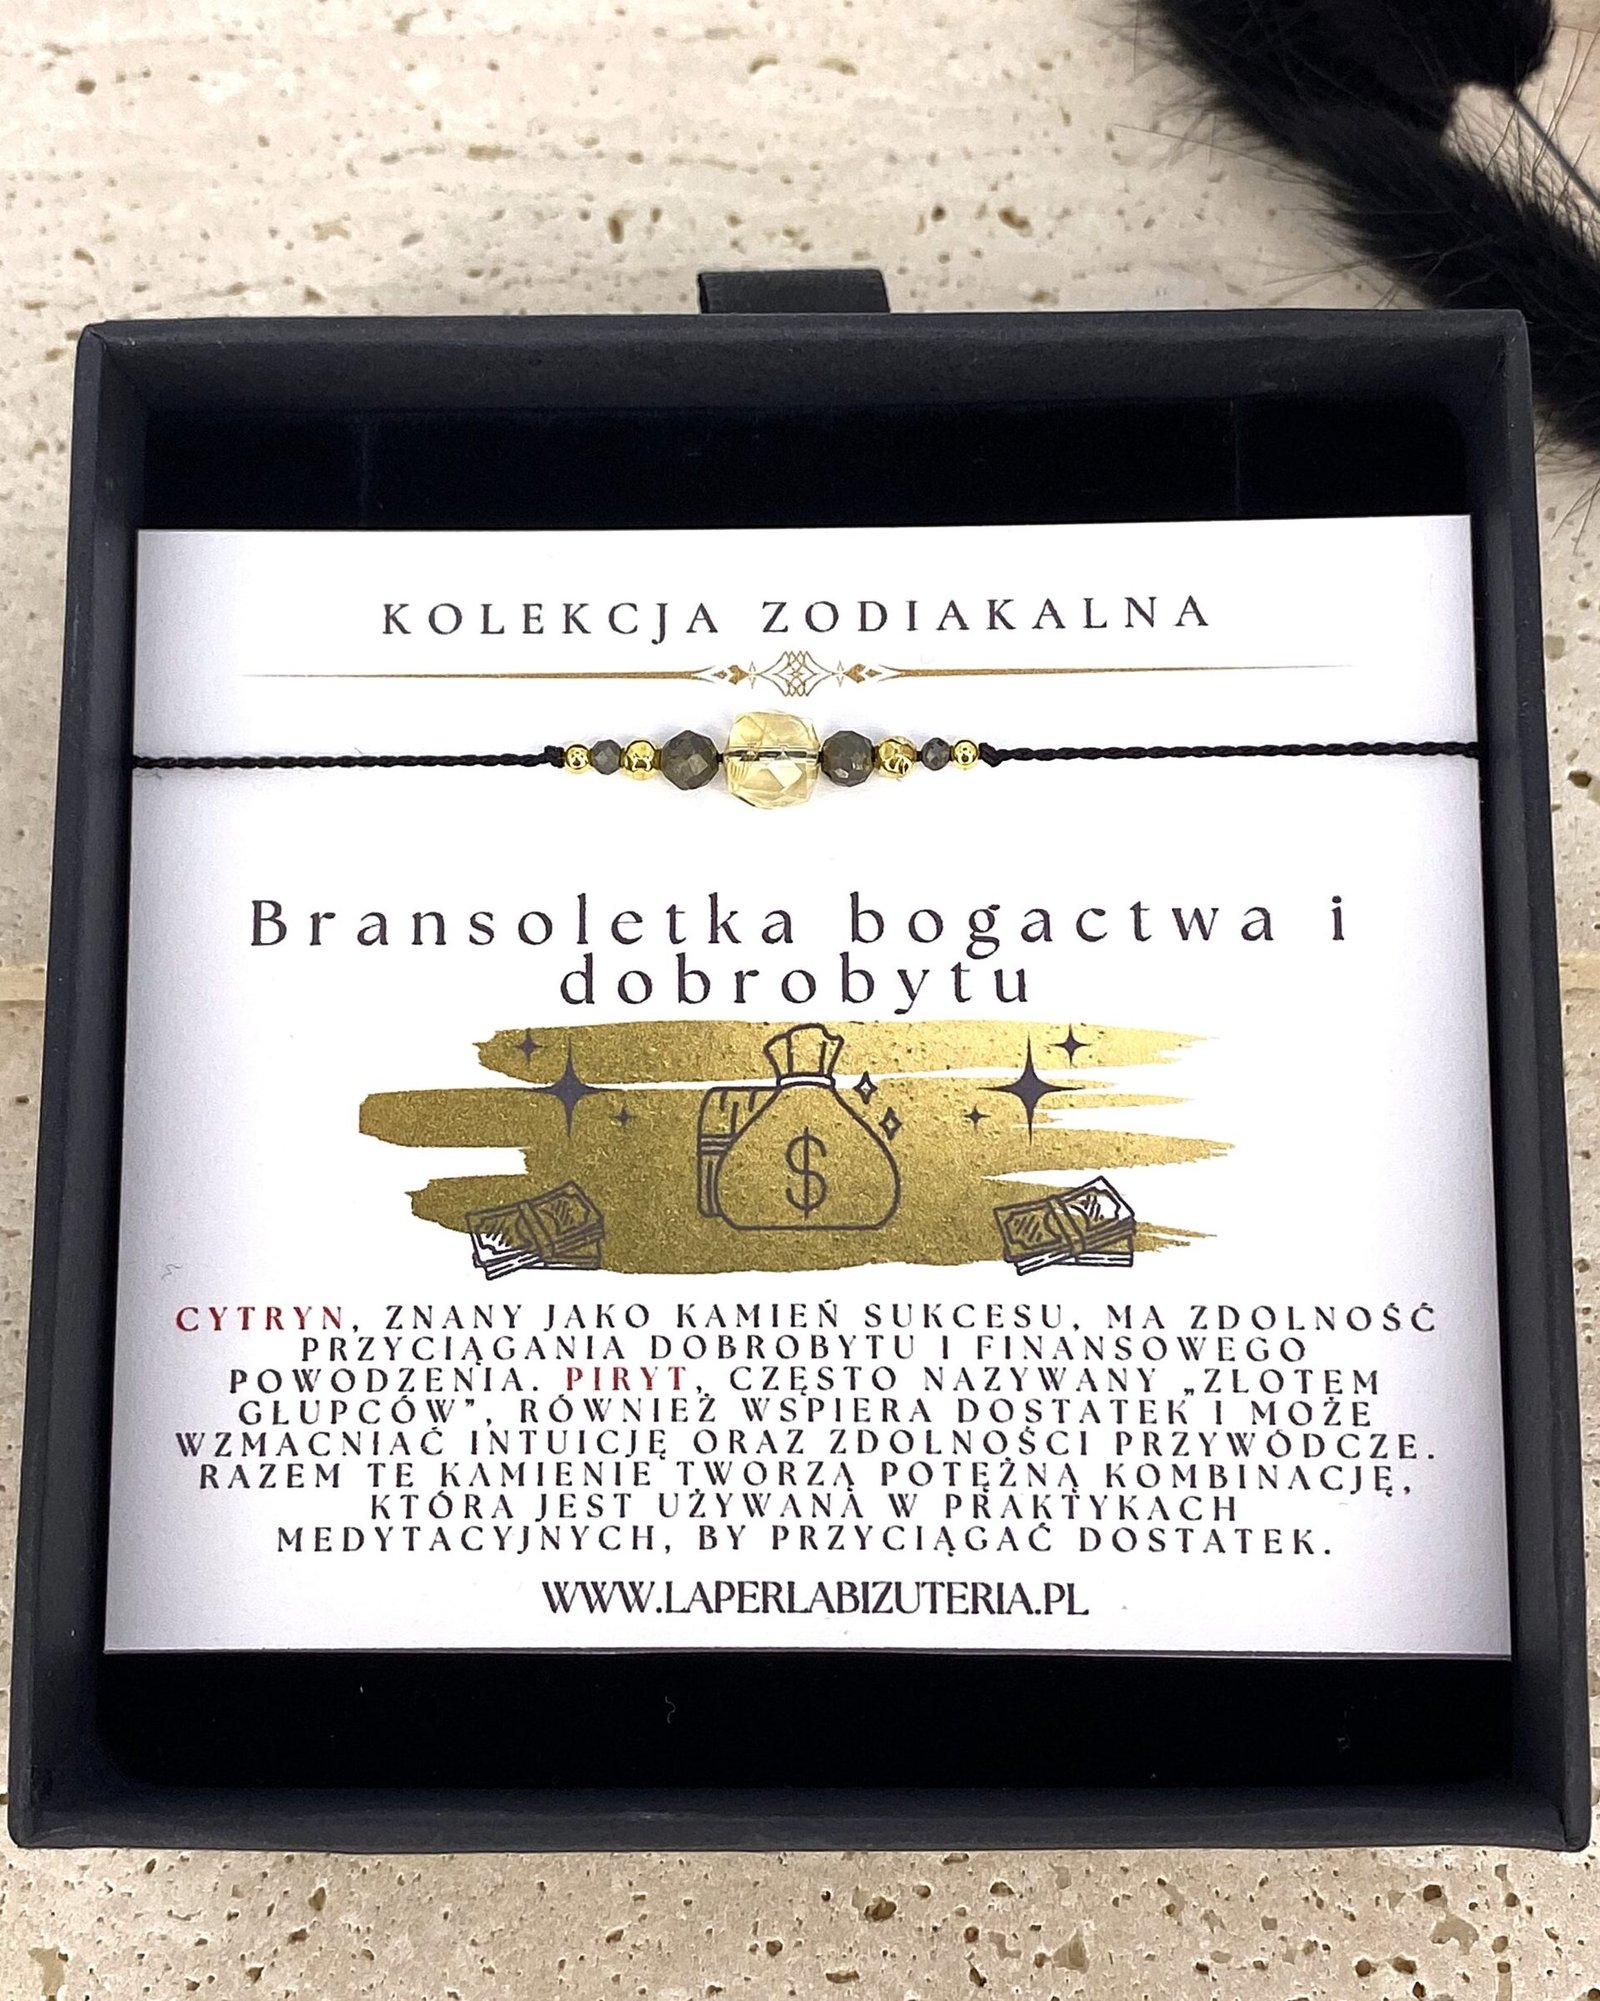 KOLEKCJA ZODIAKALNA
Bransoletka bogactwa i
dobrobytu
$
CYTRYN, ZNANY JAKO KAMIEŃ SUKCESU, MA ZDOLNOŚĆ
PRZYCIĄGANIA DOBROBYTU I FINANSOWEGO
POWODZENIA. PIRYT, CZĘSTO NAZYWANY „ZŁOTEM
GŁUPCÓW", RÓWNIEŻ WSPIERA DOSTATEK I MOŻE
WZMACNIAĆ INTUICJĘ ORAZ ZDOLNOŚCI PRZYWÓDCZE.
RAZEM TE KAMIENIE TWORZĄ POTĘŻNĄ KOMBINACJĘ,
KTÓRA JEST UŻYWANA W PRAKTYKACH
MEDYTACYJNYCH, BY PRZYCIĄGAĆ DOSTATEK.
WWW.LAPERLABIZUTERIA.PL